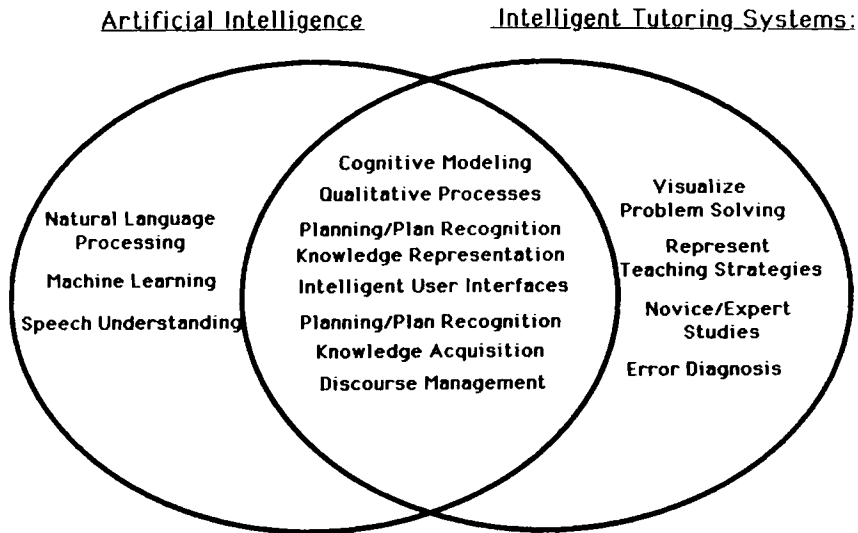 Artificial Intelligence
Intelligent Tutoring Systems:
Natural Language
Processing
Machine Learning
Speech Understanding
Cognitive Modeling
Qualitative Processes
Planning/Plan Recognition
Knowledge Representation
Intelligent User Interfaces
Planning/Plan Recognition
Knowledge Acquisition
Discourse Management
Visualize
Problem Solving
Represent
Teaching Strategies
Novice/Expert
Studies
Error Diagnosis